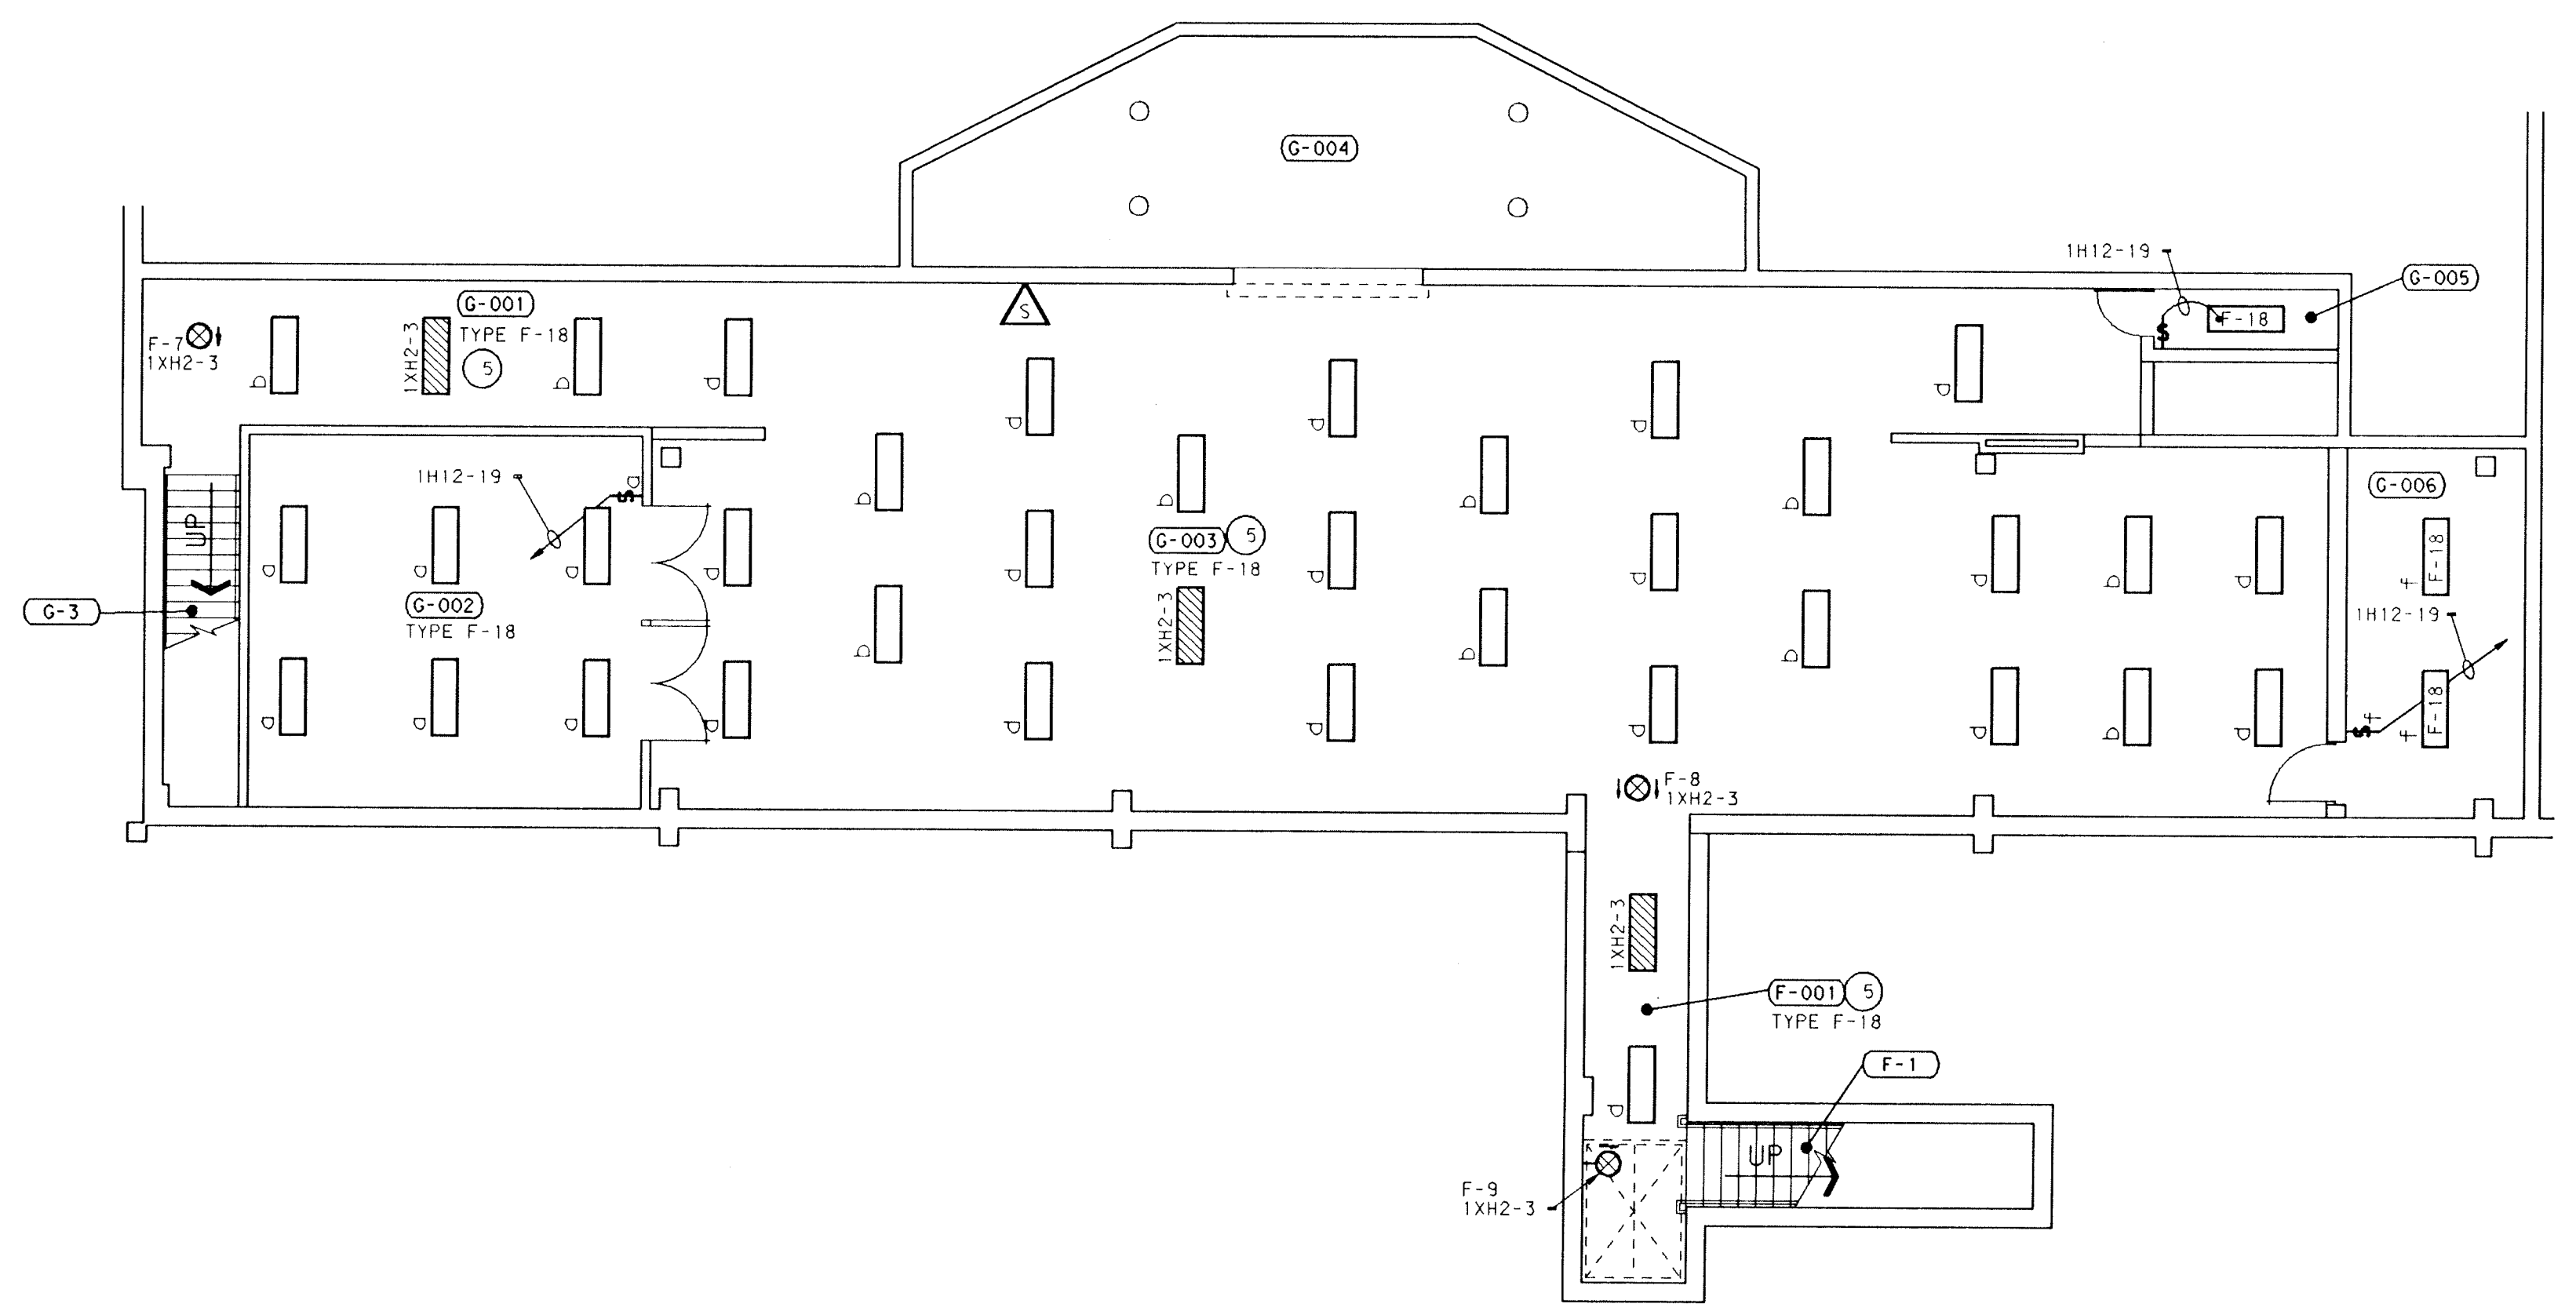 G-004
1H12-19
G-005
F-18
G-001
TYPE F-18
5
1XH2-3
F-7
1XH2-3
S
b
b
d
d
d
d
d
$
1H12-19
$a
b
b
b
b
UP
G-3
a
a
a
G-002
TYPE F-18
a
a
a
d
d
d
d
d
G-003
5
TYPE F-18
1XH2-3
b
b
b
d
b
d
G-006
F-18
f
1H12-19
F-18
f
$f
d
d
d
d
d
b
d
F-8
1XH2-3
1XH2-3
F-001
5
TYPE F-18
F-1
d
UP
F-9
1XH2-3